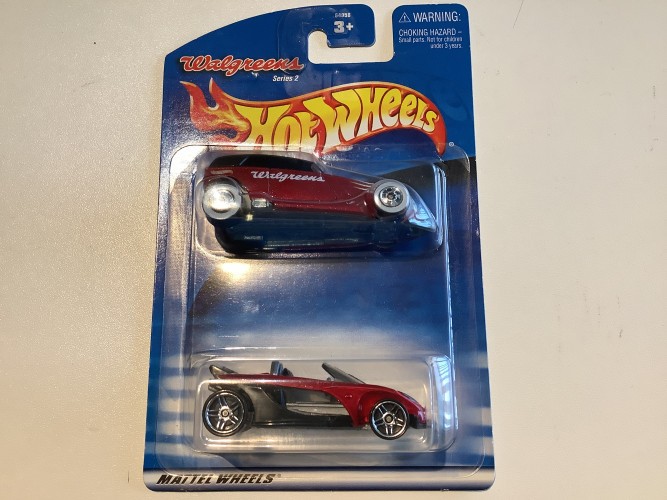 3+
⚠ WARNING:
CHOKING HAZARD –
Small parts. Not for children
under 3 years.
Walgreens
Series 2
HOT WHEELS
®
Walgreens
MATTEL WHEELS